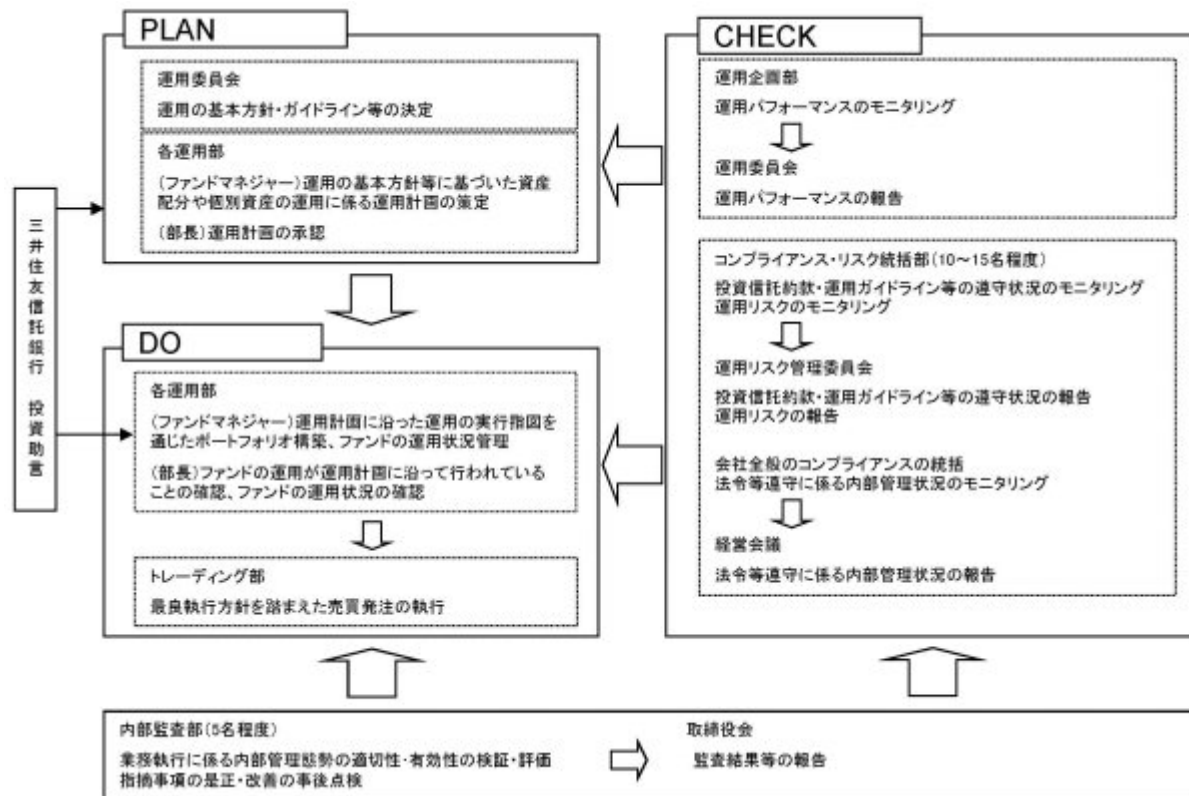 PLAN
運用委員会
運用の基本方針・ガイドライン等の決定
各運用部
(ファンドマネジャー)運用の基本方針等に基づいた資産
配分や個別資産の運用に係る運用計画の策定
(部長)運用計画の承認
三井住友信託銀行 投資助言
DO
各運用部
(ファンドマネジャー)運用計画に沿った運用の実行指図を
通じたポートフォリオ構築、ファンドの運用状況管理
(部長)ファンドの運用が運用計画に沿って行われている
ことの確認、ファンドの運用状況の確認
トレーディング部
最良執行方針を踏まえた売買発注の執行
CHECK
運用企画部
運用パフォーマンスのモニタリング
運用委員会
運用パフォーマンスの報告
コンプライアンス・リスク統括部(10～15名程度)
投資信託約款・運用ガイドライン等の遵守状況のモニタリング
運用リスクのモニタリング
運用リスク管理委員会
投資信託約款・運用ガイドライン等の遵守状況の報告
運用リスクの報告
会社全般のコンプライアンスの統括
法令等遵守に係る内部管理状況のモニタリング
経営会議
法令等遵守に係る内部管理状況の報告
内部監査部(5名程度)
業務執行に係る内部管理態勢の適切性・有効性の検証・評価
指摘事項の是正・改善の事後点検
取締役会
監査結果等の報告